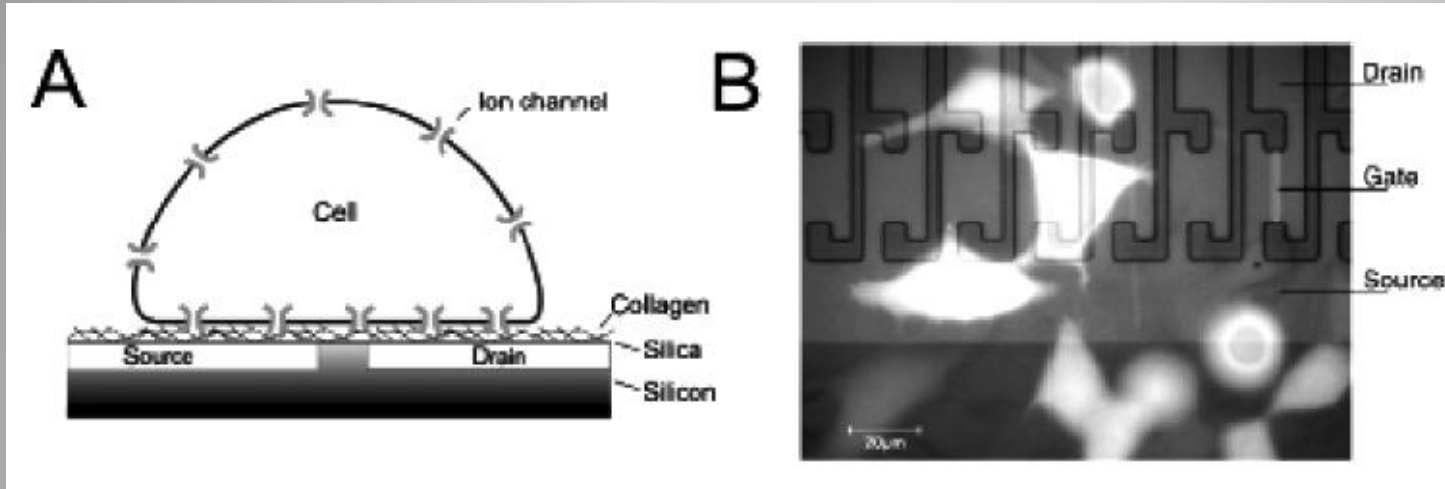 A
Ion channel
Cell
Collagen
Source
Drain
Silica
Silicon
B
Drain
Gate
Source
20µm